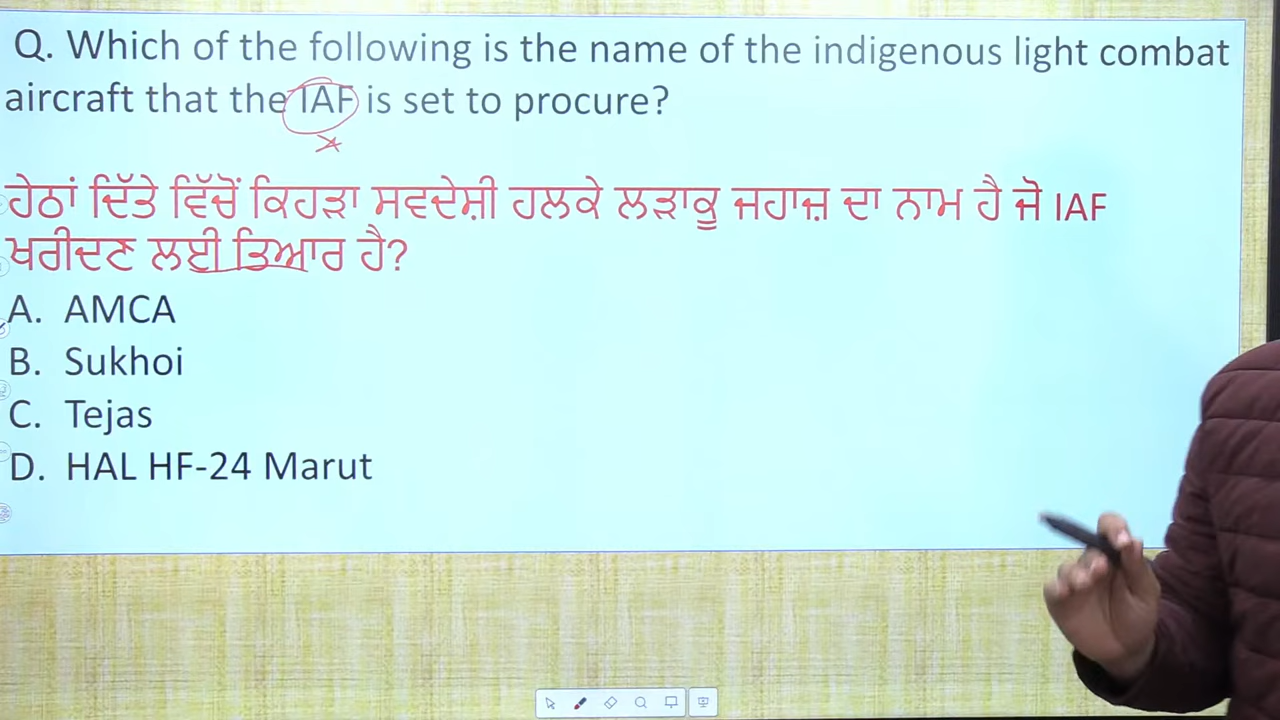 Q. Which of the following is the name of the indigenous light combat
aircraft that the IAF is set to procure?
ਹੇਠਾਂ ਦਿੱਤੇ ਵਿੱਚੋਂ ਕਿਹੜਾ ਸਵਦੇਸ਼ੀ ਹਲਕੇ ਲੜਾਕੂ ਜਹਾਜ਼ ਦਾ ਨਾਮ ਹੈ ਜੋ IAF
ਖਰੀਦਣ ਲਈ ਤਿਆਰ ਹੈ?
A. AMCA
B. Sukhoi
C. Tejas
D. HAL HF-24 Marut